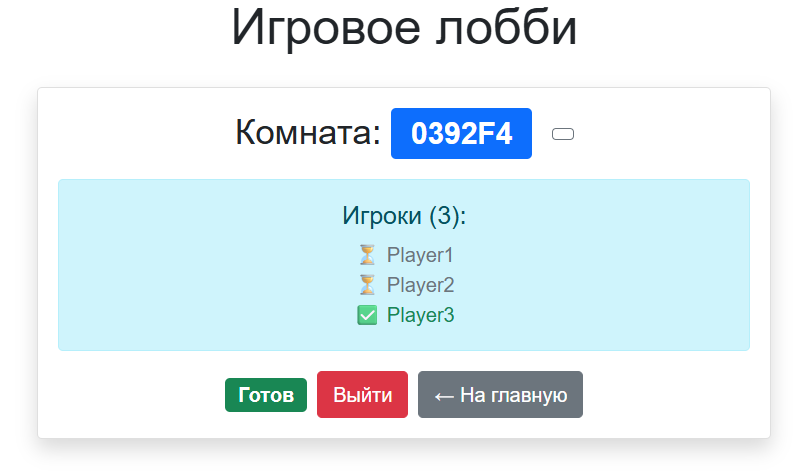 Игровое лобби
Комната: 0392F4
Игроки (3):
⏳ Player1
⏳ Player2
✅ Player3
Готов Выйти ← На главную